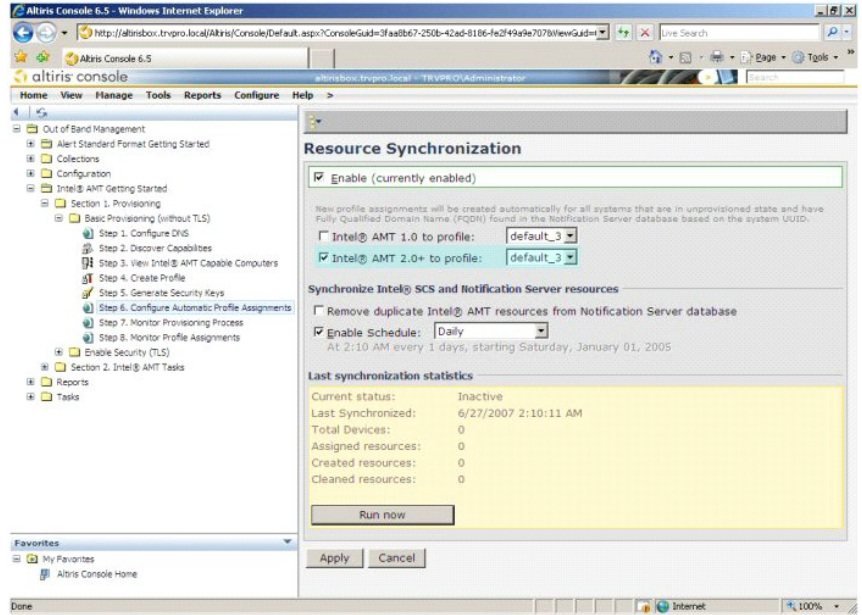 Altiris Console 6.5 - Windows Internet Explorer
http://altirisbox.trvpro.local/Altiris/Console/Default.aspx?ConsoleGuid=3faa8b67-250b-42ad-8186-fe2f49a9e707&ViewGuid=
Live Search
Altiris Console 6.5
Page
Tools
altiris console
altirisbox.trvpro.local - TRVPRO\Administrator
Search
Home View Manage Tools Reports Configure Help >
Out of Band Management
Alert Standard Format Getting Started
Collections
Configuration
Intel® AMT Getting Started
Section 1. Provisioning
Basic Provisioning (without TLS)
Step 1. Configure DNS
Step 2. Discover Capabilities
Step 3. View Intel® AMT Capable Computers
Step 4. Create Profile
Step 5. Generate Security Keys
Step 6. Configure Automatic Profile Assignments
Step 7. Monitor Provisioning Process
Step 8. Monitor Profile Assignments
Enable Security (TLS)
Section 2. Intel® AMT Tasks
Reports
Tasks
Favorites
My Favorites
Altiris Console Home
Resource Synchronization
Enable (currently enabled)
New profile assignments will be created automatically for all systems that are in unprovisioned state and have
Fully Qualified Domain Name (FQDN) found in the Notification Server database based on the system UUID.
Intel® AMT 1.0 to profile: default_3
Intel® AMT 2.0+ to profile: default_3
Synchronize Intel® SCS and Notification Server resources
Remove duplicate Intel® AMT resources from Notification Server database
Enable Schedule: Daily
At 2:10 AM every 1 days, starting Saturday, January 01, 2005
Last synchronization statistics
Current status: Inactive
Last Synchronized: 6/27/2007 2:10:11 AM
Total Devices: 0
Assigned resources: 0
Created resources: 0
Cleaned resources: 0
Run now
Apply Cancel
Done
Internet
100%